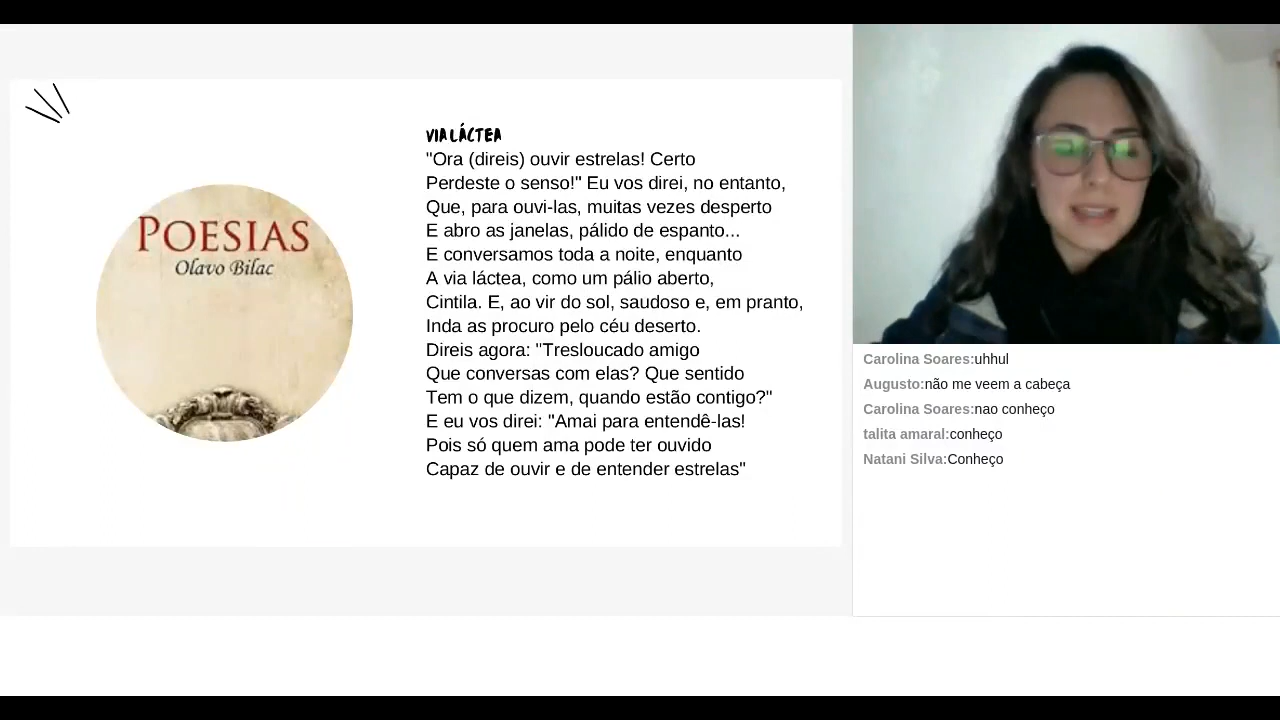 POESIAS
Olavo Bilac
VIA LÁCTEA
"Ora (direis) ouvir estrelas! Certo
Perdeste o senso!" Eu vos direi, no entanto,
Que, para ouvi-las, muitas vezes desperto
E abro as janelas, pálido de espanto...
E conversamos toda a noite, enquanto
A via láctea, como um pálio aberto,
Cintila. E, ao vir do sol, saudoso e, em pranto,
Inda as procuro pelo céu deserto.
Direis agora: "Tresloucado amigo
Que conversas com elas? Que sentido
Tem o que dizem, quando estão contigo?"
E eu vos direi: "Amai para entendê-las!
Pois só quem ama pode ter ouvido
Capaz de ouvir e de entender estrelas"
Carolina Soares:uhhul
Augusto:não me veem a cabeça
Carolina Soares:nao conheço
talita amaral:conheço
Natani Silva:Conheço